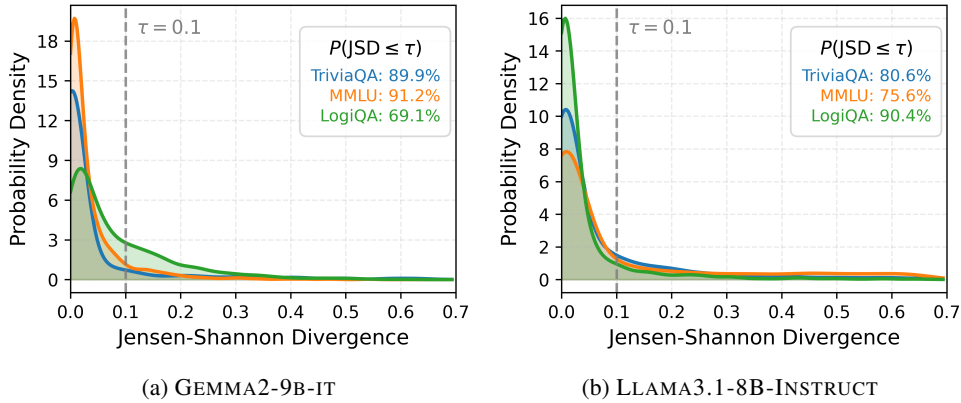 Probability Density
18
15
12
9
6
3
0
τ = 0.1
P(JSD ≤ τ)
TriviaQA: 89.9%
MMLU: 91.2%
LogiQA: 69.1%
0.0 0.1 0.2 0.3 0.4 0.5 0.6 0.7
Jensen-Shannon Divergence
(a) GEMMA2-9B-IT
Probability Density
16
14
12
10
8
6
4
2
0
τ = 0.1
P(JSD ≤ τ)
TriviaQA: 80.6%
MMLU: 75.6%
LogiQA: 90.4%
0.0 0.1 0.2 0.3 0.4 0.5 0.6 0.7
Jensen-Shannon Divergence
(b) LLAMA3.1-8B-INSTRUCT